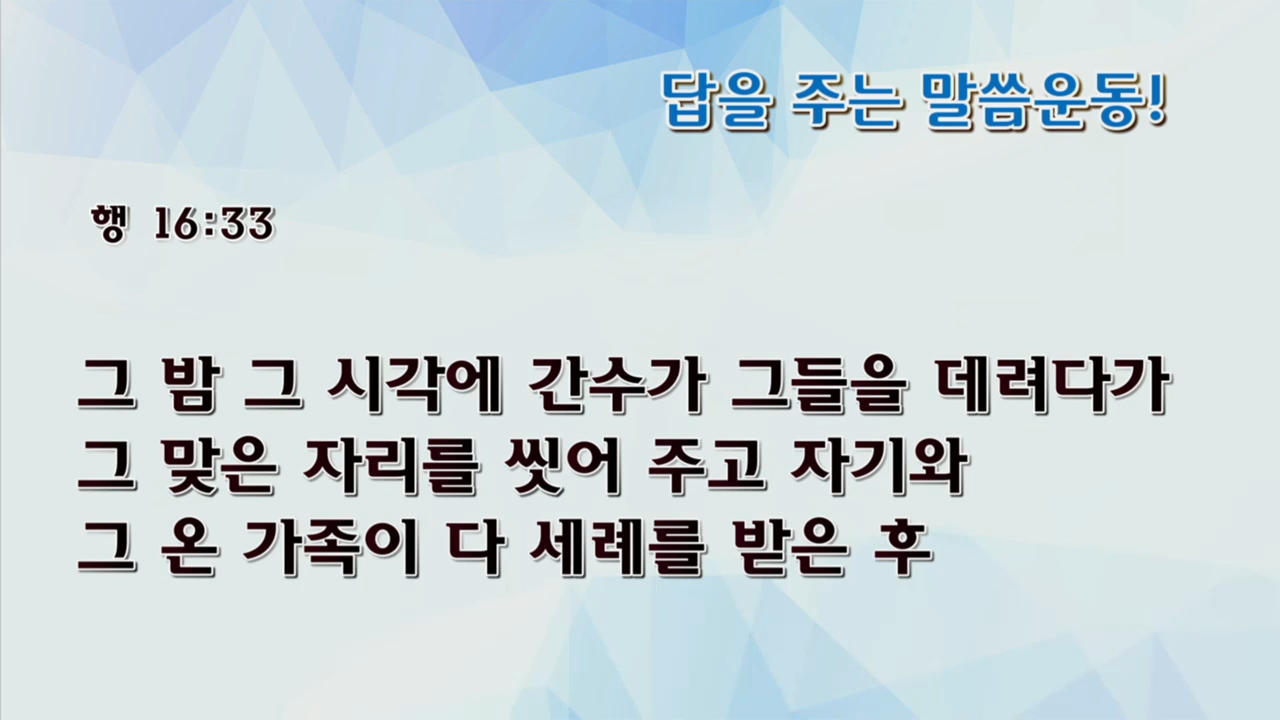 답을 주는 말씀운동!
행 16:33
그 밤 그 시각에 간수가 그들을 데려다가
그 맞은 자리를 씻어 주고 자기와
그 온 가족이 다 세례를 받은 후